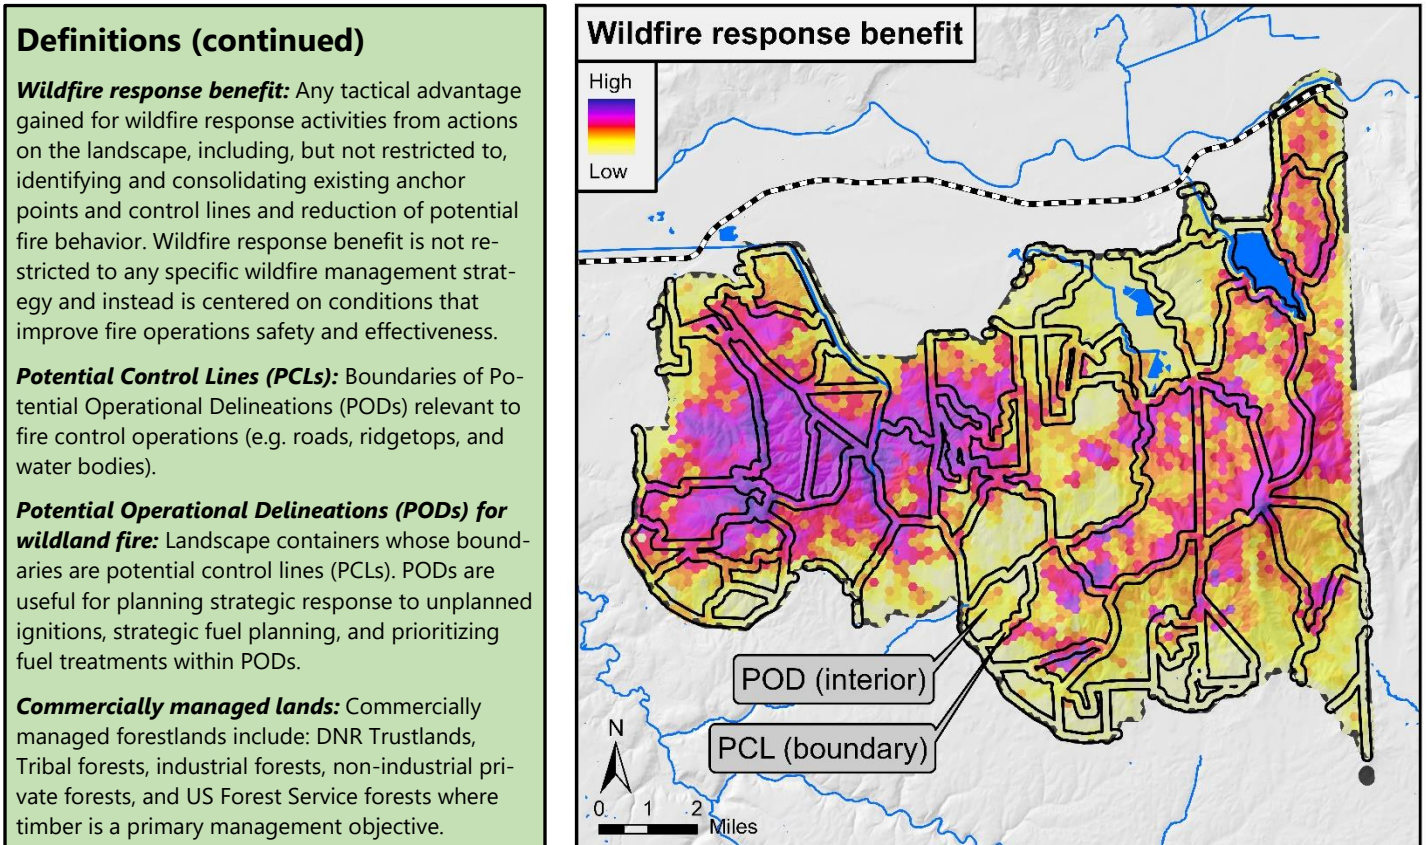 Definitions (continued)
Wildfire response benefit: Any tactical advantage
gained for wildfire response activities from actions
on the landscape, including, but not restricted to,
identifying and consolidating existing anchor
points and control lines and reduction of potential
fire behavior. Wildfire response benefit is not re-
stricted to any specific wildfire management strat-
egy and instead is centered on conditions that
improve fire operations safety and effectiveness.
Potential Control Lines (PCLs): Boundaries of Po-
tential Operational Delineations (PODs) relevant to
fire control operations (e.g. roads, ridgetops, and
water bodies).
Potential Operational Delineations (PODs) for
wildland fire: Landscape containers whose bound-
aries are potential control lines (PCLs). PODs are
useful for planning strategic response to unplanned
ignitions, strategic fuel planning, and prioritizing
fuel treatments within PODs.
Commercially managed lands: Commercially
managed forestlands include: DNR Trustlands,
Tribal forests, industrial forests, non-industrial pri-
vate forests, and US Forest Service forests where
timber is a primary management objective.
Wildfire response benefit
High
Low
POD (interior)
PCL (boundary)
N
0 1 2
Miles